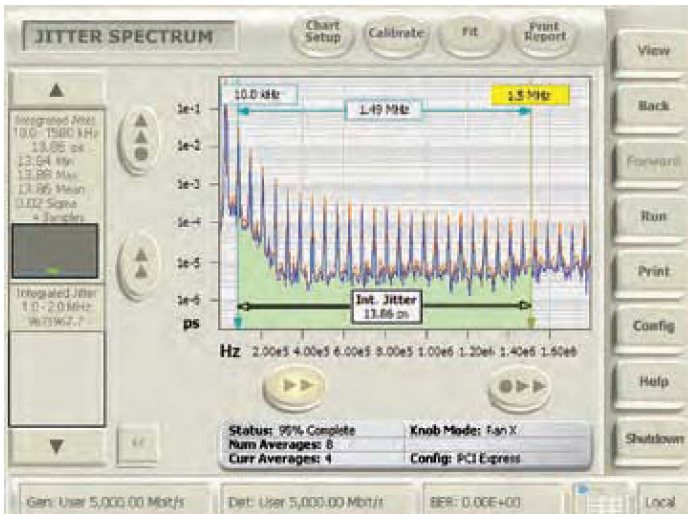 JITTER SPECTRUM
Chart Setup
Calibrate
Fit
Print Report
View
Back
Forward
Run
Print
Config
Help
Shutdown
Integrated Jitter
13.86 ps
13.84 Min
13.88 Max
13.86 Mean
0.02 Sigma
4 Samples
Integrated Jitter
1.0 - 2.0 MHz
10.0 kHz
1.49 MHz
1.5 MHz
1e-1
1e-2
1e-3
1e-4
1e-5
1e-6
ps
Int. Jitter
13.86 ps
Hz 2.00e5 4.00e5 6.00e5 8.00e5 1.00e6 1.20e6 1.40e6 1.60e6
Status: 95% Complete
Num Averages: 8
Curr Averages: 4
Knob Mode: Pan X
Config: PCI Express
Gen: User 5,000.00 Mbit/s
Det: User 5,000.00 Mbit/s
BER: 0.00E+00
Local